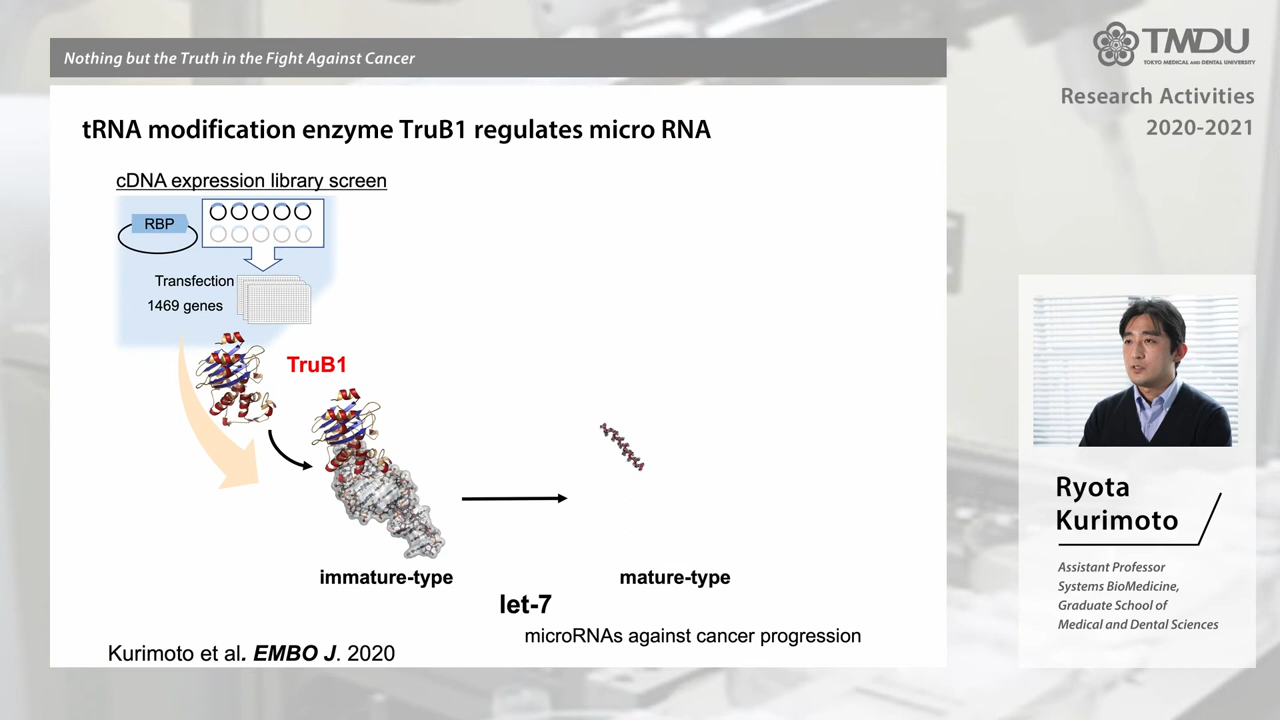 Nothing but the Truth in the Fight Against Cancer
TMDU
TOKYO MEDICAL AND DENTAL UNIVERSITY
Research Activities
2020-2021
tRNA modification enzyme TruB1 regulates micro RNA
cDNA expression library screen
RBP
Transfection
1469 genes
TruB1
immature-type
mature-type
let-7
microRNAs against cancer progression
Kurimoto et al. EMBO J. 2020
Ryota
Kurimoto
Assistant Professor
Systems BioMedicine,
Graduate School of
Medical and Dental Sciences